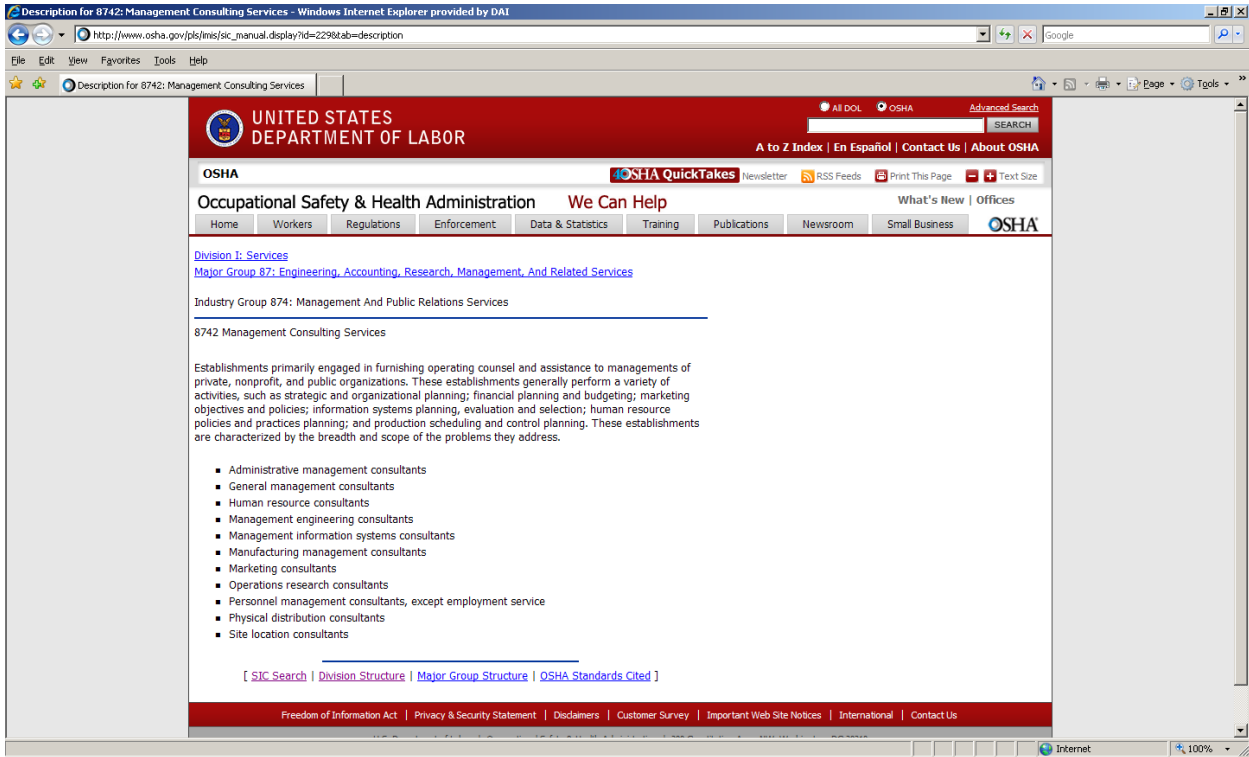 Description for 8742: Management Consulting Services - Windows Internet Explorer provided by DAI
http://www.osha.gov/pls/imis/sic_manual.display?id=229&tab=description
Google
File Edit View Favorites Tools Help
Description for 8742: Management Consulting Services
Page Tools
UNITED STATES
DEPARTMENT OF LABOR
All DOL OSHA Advanced Search
SEARCH
A to Z Index | En Español | Contact Us | About OSHA
OSHA
OSHA QuickTakes Newsletter RSS Feeds Print This Page Text Size
Occupational Safety & Health Administration We Can Help
What's New | Offices
Home Workers Regulations Enforcement Data & Statistics Training Publications Newsroom Small Business OSHA
Division I: Services
Major Group 87: Engineering, Accounting, Research, Management, And Related Services
Industry Group 874: Management And Public Relations Services
8742 Management Consulting Services
Establishments primarily engaged in furnishing operating counsel and assistance to managements of
private, nonprofit, and public organizations. These establishments generally perform a variety of
activities, such as strategic and organizational planning; financial planning and budgeting; marketing
objectives and policies; information systems planning, evaluation and selection; human resource
policies and practices planning; and production scheduling and control planning. These establishments
are characterized by the breadth and scope of the problems they address.
Administrative management consultants
General management consultants
Human resource consultants
Management engineering consultants
Management information systems consultants
Manufacturing management consultants
Marketing consultants
Operations research consultants
Personnel management consultants, except employment service
Physical distribution consultants
Site location consultants
[ SIC Search | Division Structure | Major Group Structure | OSHA Standards Cited ]
Freedom of Information Act | Privacy & Security Statement | Disclaimers | Customer Survey | Important Web Site Notices | International | Contact Us
Internet 100%